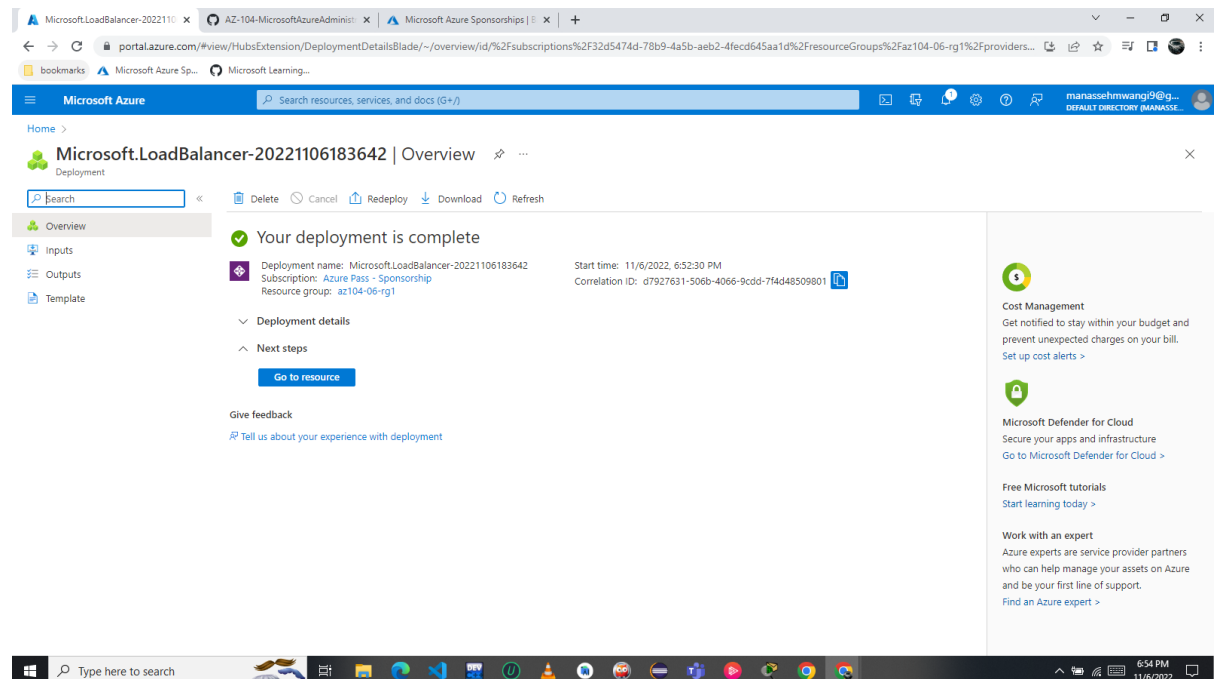 Microsoft.LoadBalancer-2022110
AZ-104-MicrosoftAzureAdminist
Microsoft Azure Sponsorships | B
portal.azure.com/#view/HubsExtension/DeploymentDetailsBlade/~/overview/id/%2Fsubscriptions%2F32d5474d-78b9-4a5b-aeb2-4fecd645aa1d%2FresourceGroups%2Faz104-06-rg1%2Fproviders...
bookmarks Microsoft Azure Sp... Microsoft Learning...
Microsoft Azure
Search resources, services, and docs (G+/)
1
manassehmwangi9@g...
DEFAULT DIRECTORY (MANASSE...
Home >
Microsoft.LoadBalancer-20221106183642 | Overview ...
Deployment
Search
«
Delete Cancel Redeploy Download Refresh
Overview
Inputs
Outputs
Template
Your deployment is complete
Deployment name: Microsoft.LoadBalancer-20221106183642
Subscription: Azure Pass - Sponsorship
Resource group: az104-06-rg1
Start time: 11/6/2022, 6:52:30 PM
Correlation ID: d7927631-506b-4066-9cdd-7f4d48509801
Deployment details
Next steps
Go to resource
Give feedback
Tell us about your experience with deployment
$
Cost Management
Get notified to stay within your budget and
prevent unexpected charges on your bill.
Set up cost alerts >
Microsoft Defender for Cloud
Secure your apps and infrastructure
Go to Microsoft Defender for Cloud >
Free Microsoft tutorials
Start learning today >
Work with an expert
Azure experts are service provider partners
who can help manage your assets on Azure
and be your first line of support.
Find an Azure expert >
Type here to search
DEV
6:54 PM
11/6/2022